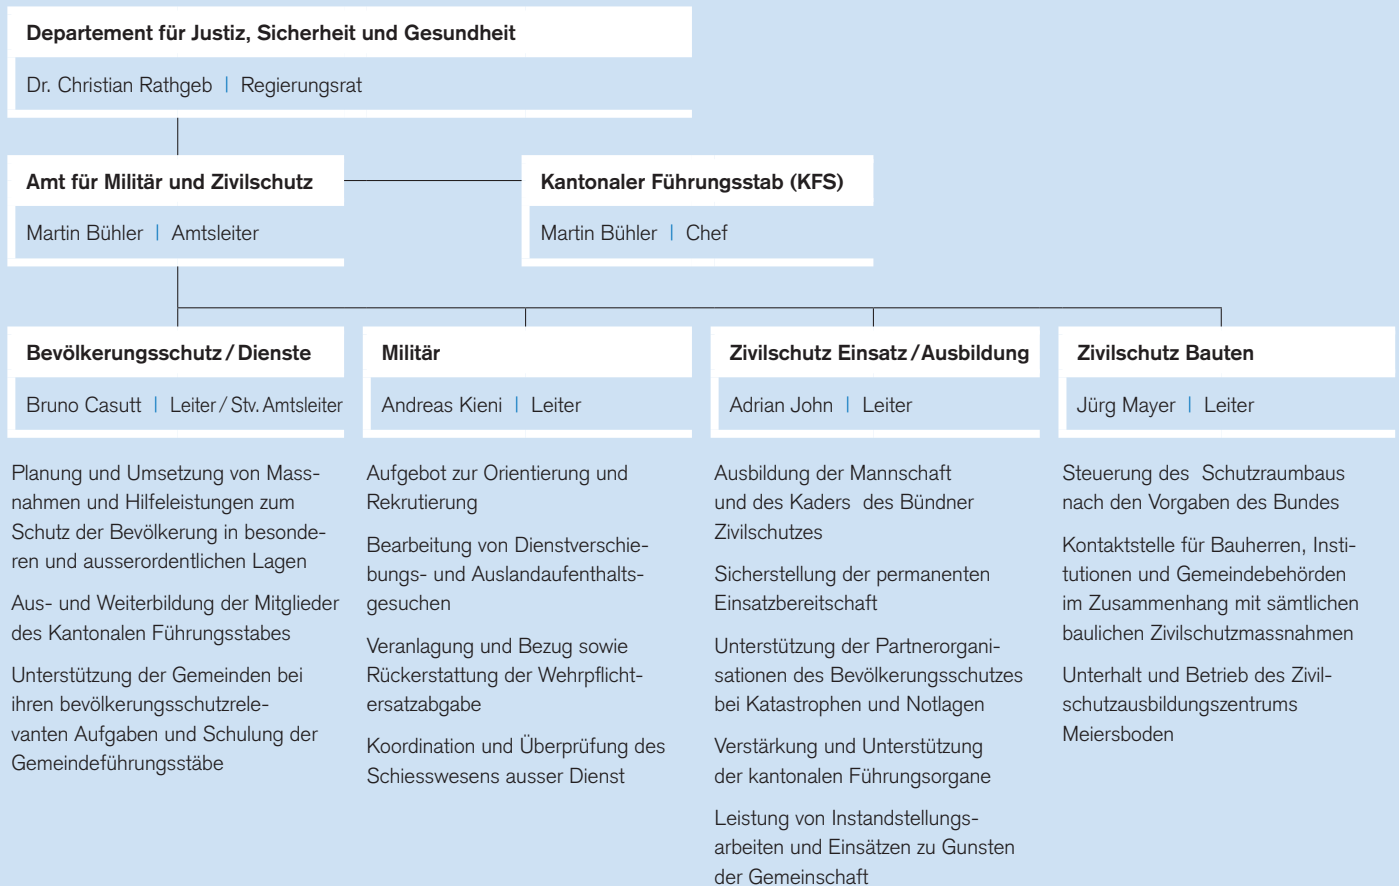 Departement für Justiz, Sicherheit und Gesundheit
Dr. Christian Rathgeb | Regierungsrat
Amt für Militär und Zivilschutz
Martin Bühler | Amtsleiter
Kantonaler Führungsstab (KFS)
Martin Bühler | Chef
Bevölkerungsschutz / Dienste
Bruno Casutt | Leiter / Stv. Amtsleiter
Planung und Umsetzung von Mass-
nahmen und Hilfeleistungen zum
Schutz der Bevölkerung in besonde-
ren und ausserordentlichen Lagen
Aus- und Weiterbildung der Mitglieder
des Kantonalen Führungsstabes
Unterstützung der Gemeinden bei
ihren bevölkerungsschutzrele-
vanten Aufgaben und Schulung der
Gemeindeführungsstäbe
Militär
Andreas Kieni | Leiter
Aufgebot zur Orientierung und
Rekrutierung
Bearbeitung von Dienstverschie-
bungs- und Auslandaufenthalts-
gesuchen
Veranlagung und Bezug sowie
Rückerstattung der Wehrpflicht-
ersatzabgabe
Koordination und Überprüfung des
Schiesswesens ausser Dienst
Zivilschutz Einsatz / Ausbildung
Adrian John | Leiter
Ausbildung der Mannschaft
und des Kaders des Bündner
Zivilschutzes
Sicherstellung der permanenten
Einsatzbereitschaft
Unterstützung der Partnerorgani-
sationen des Bevölkerungsschutzes
bei Katastrophen und Notlagen
Verstärkung und Unterstützung
der kantonalen Führungsorgane
Leistung von Instandstellungs-
arbeiten und Einsätzen zu Gunsten
der Gemeinschaft
Zivilschutz Bauten
Jürg Mayer | Leiter
Steuerung des Schutzraumbaus
nach den Vorgaben des Bundes
Kontaktstelle für Bauherren, Insti-
tutionen und Gemeindebehörden
im Zusammenhang mit sämtlichen
baulichen Zivilschutzmassnahmen
Unterhalt und Betrieb des Zivil-
schutzausbildungszentrums
Meiersboden